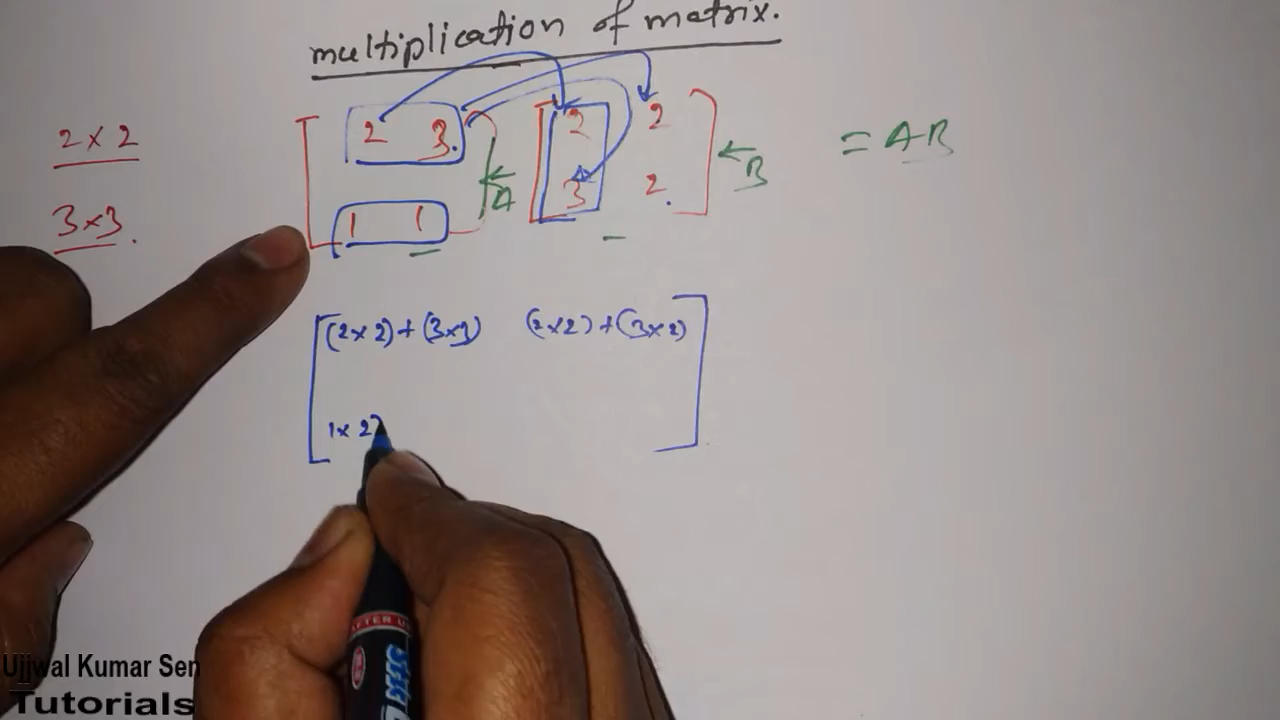 multiplication of matrix.
2 × 2
3 × 3.
2 3. A 2 2 ← B = AB
1 1 3 2.
(2 × 2) + (3 × 3) (2 × 2) + (3 × 2)
1 × 2
AFTER U
Ujjwal Kumar Sen
Tutorials